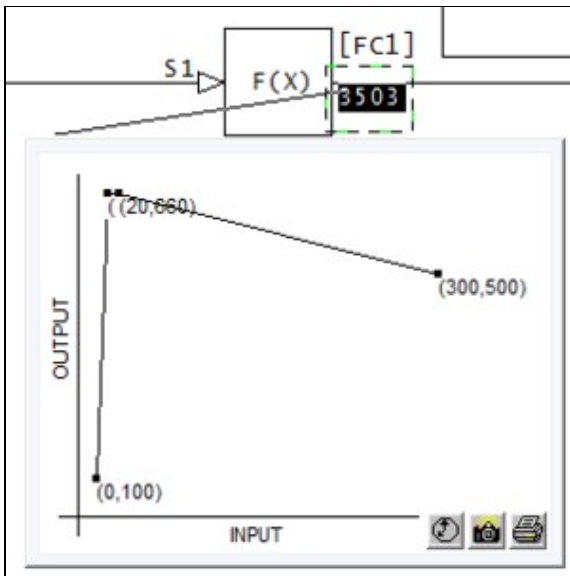 [FC1]
S1
F(X)
3503
( (20,660)
(300,500)
OUTPUT
(0,100)
INPUT